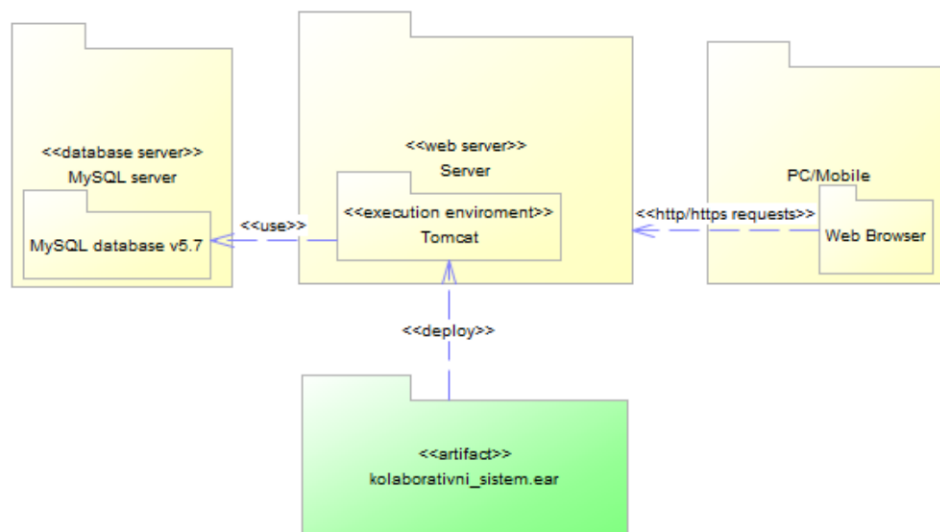 <<database server>>
MySQL server
MySQL database v5.7
<<use>>
<<web server>>
Server
<<execution enviroment>>
Tomcat
<<http/https requests>>
PC/Mobile
Web Browser
<<deploy>>
<<artifact>>
kolaborativni_sistem.ear